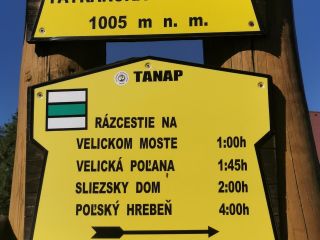 1005 m n. m.
TANAP
RÁZCESTIE NA
VELICKOM MOSTE 1:00h
VELICKÁ POĽANA 1:45h
SLIEZSKY DOM 2:00h
POĽSKÝ HREBEŇ 4:00h